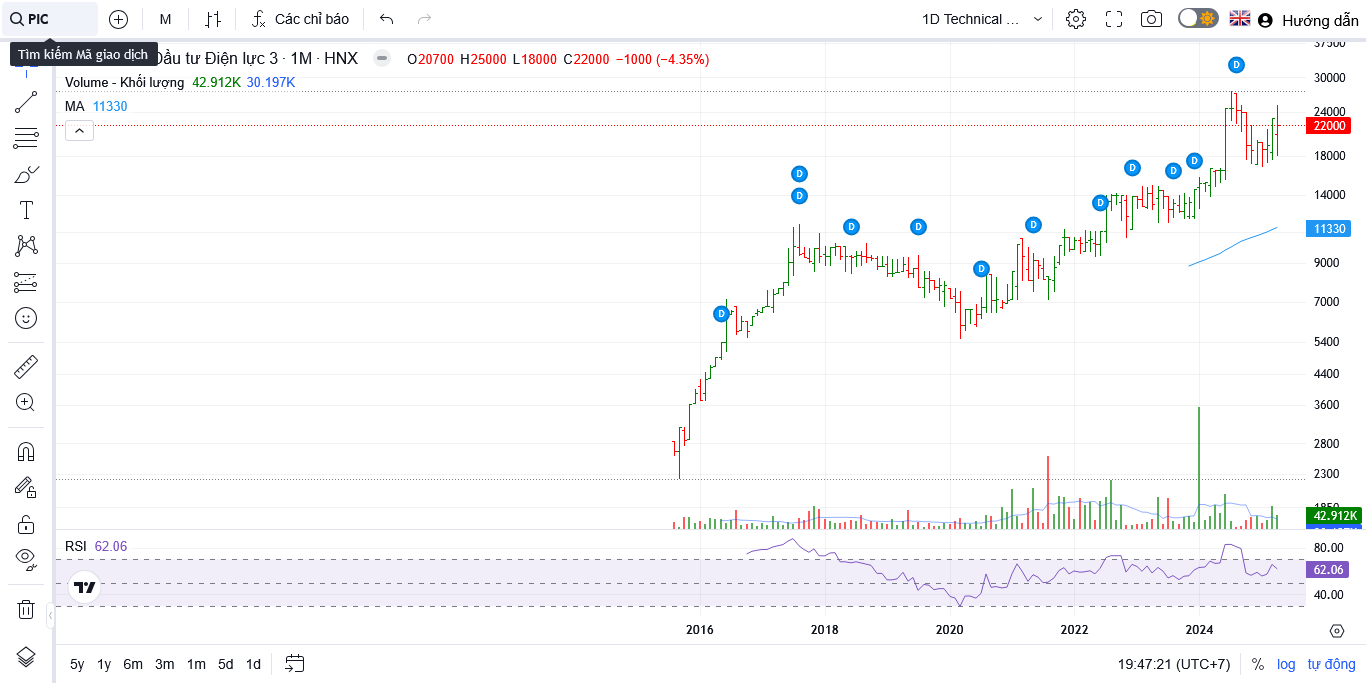 PIC
M
Các chỉ báo
1D Technical ...
Hướng dẫn
Tìm kiếm Mã giao dịch
Đầu tư Điện lực 3 · 1M · HNX
O20700 H25000 L18000 C22000 −1000 (−4.35%)
Volume - Khối lượng 42.912K 30.197K
MA 11330
D
D
D
D
D
D
D
D
D
D
D
D
37500
30000
24000
22000
18000
14000
11330
9000
7000
5400
4400
3600
2800
2300
1850
42.912K
RSI 62.06
80.00
62.06
40.00
2016
2018
2020
2022
2024
5y 1y 6m 3m 1m 5d 1d
19:47:21 (UTC+7)
%
log
tự động